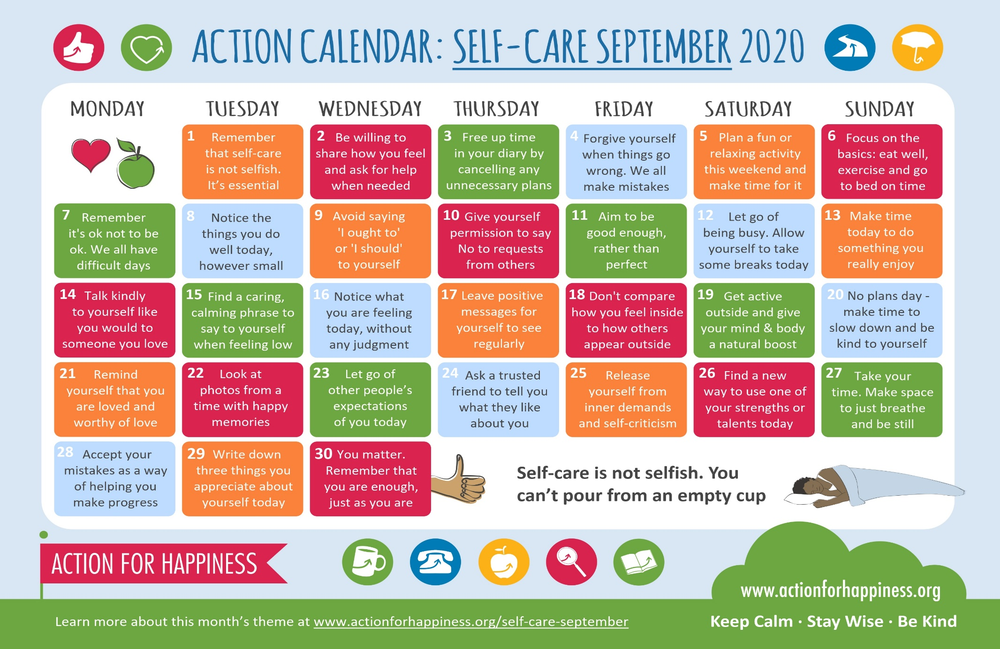 ACTION CALENDAR: SELF-CARE SEPTEMBER 2020
MONDAY
TUESDAY
WEDNESDAY
THURSDAY
FRIDAY
SATURDAY
SUNDAY
1 Remember
that self-care
is not selfish.
It’s essential
2 Be willing to
share how you feel
and ask for help
when needed
3 Free up time
in your diary by
cancelling any
unnecessary plans
4 Forgive yourself
when things go
wrong. We all
make mistakes
5 Plan a fun or
relaxing activity
this weekend and
make time for it
6 Focus on the
basics: eat well,
exercise and go
to bed on time
7 Remember
it's ok not to be
ok. We all have
difficult days
8 Notice the
things you do
well today,
however small
9 Avoid saying
'I ought to'
or 'I should'
to yourself
10 Give yourself
permission to say
No to requests
from others
11 Aim to be
good enough,
rather than
perfect
12 Let go of
being busy. Allow
yourself to take
some breaks today
13 Make time
today to do
something you
really enjoy
14 Talk kindly
to yourself like
you would to
someone you love
15 Find a caring,
calming phrase to
say to yourself
when feeling low
16 Notice what
you are feeling
today, without
any judgment
17 Leave positive
messages for
yourself to see
regularly
18 Don't compare
how you feel inside
to how others
appear outside
19 Get active
outside and give
your mind & body
a natural boost
20 No plans day -
make time to
slow down and be
kind to yourself
21 Remind
yourself that you
are loved and
worthy of love
22 Look at
photos from a
time with happy
memories
23 Let go of
other people’s
expectations
of you today
24 Ask a trusted
friend to tell you
what they like
about you
25 Release
yourself from
inner demands
and self-criticism
26 Find a new
way to use one of
your strengths or
talents today
27 Take your
time. Make space
to just breathe
and be still
28 Accept your
mistakes as a way
of helping you
make progress
29 Write down
three things you
appreciate about
yourself today
30 You matter.
Remember that
you are enough,
just as you are
Self-care is not selfish. You
can’t pour from an empty cup
ACTION FOR HAPPINESS
www.actionforhappiness.org
Learn more about this month’s theme at www.actionforhappiness.org/self-care-september
Keep Calm · Stay Wise · Be Kind